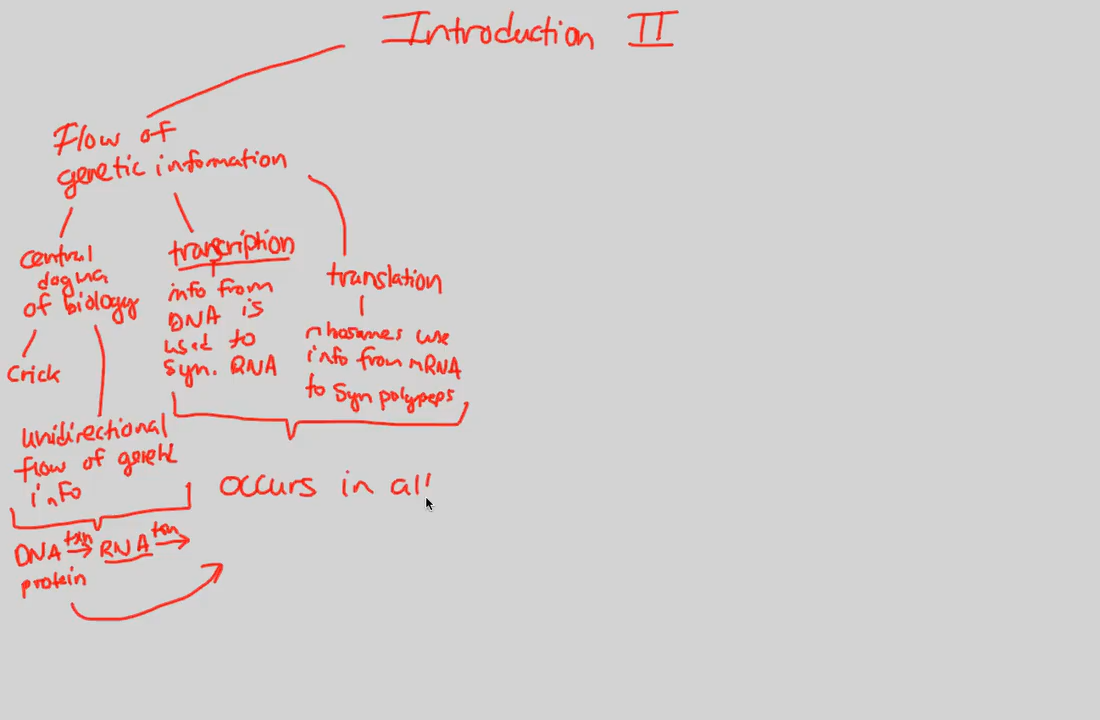 Introduction II
Flow of
genetic information
central
dogma
of biology
Crick
unidirectional
flow of genetic
info
DNA txn→ RNA tsn→
protein
transcription
info from
DNA is
used to
syn. RNA
translation
ribosomes use
info from mRNA
to syn polypeps
occurs in all